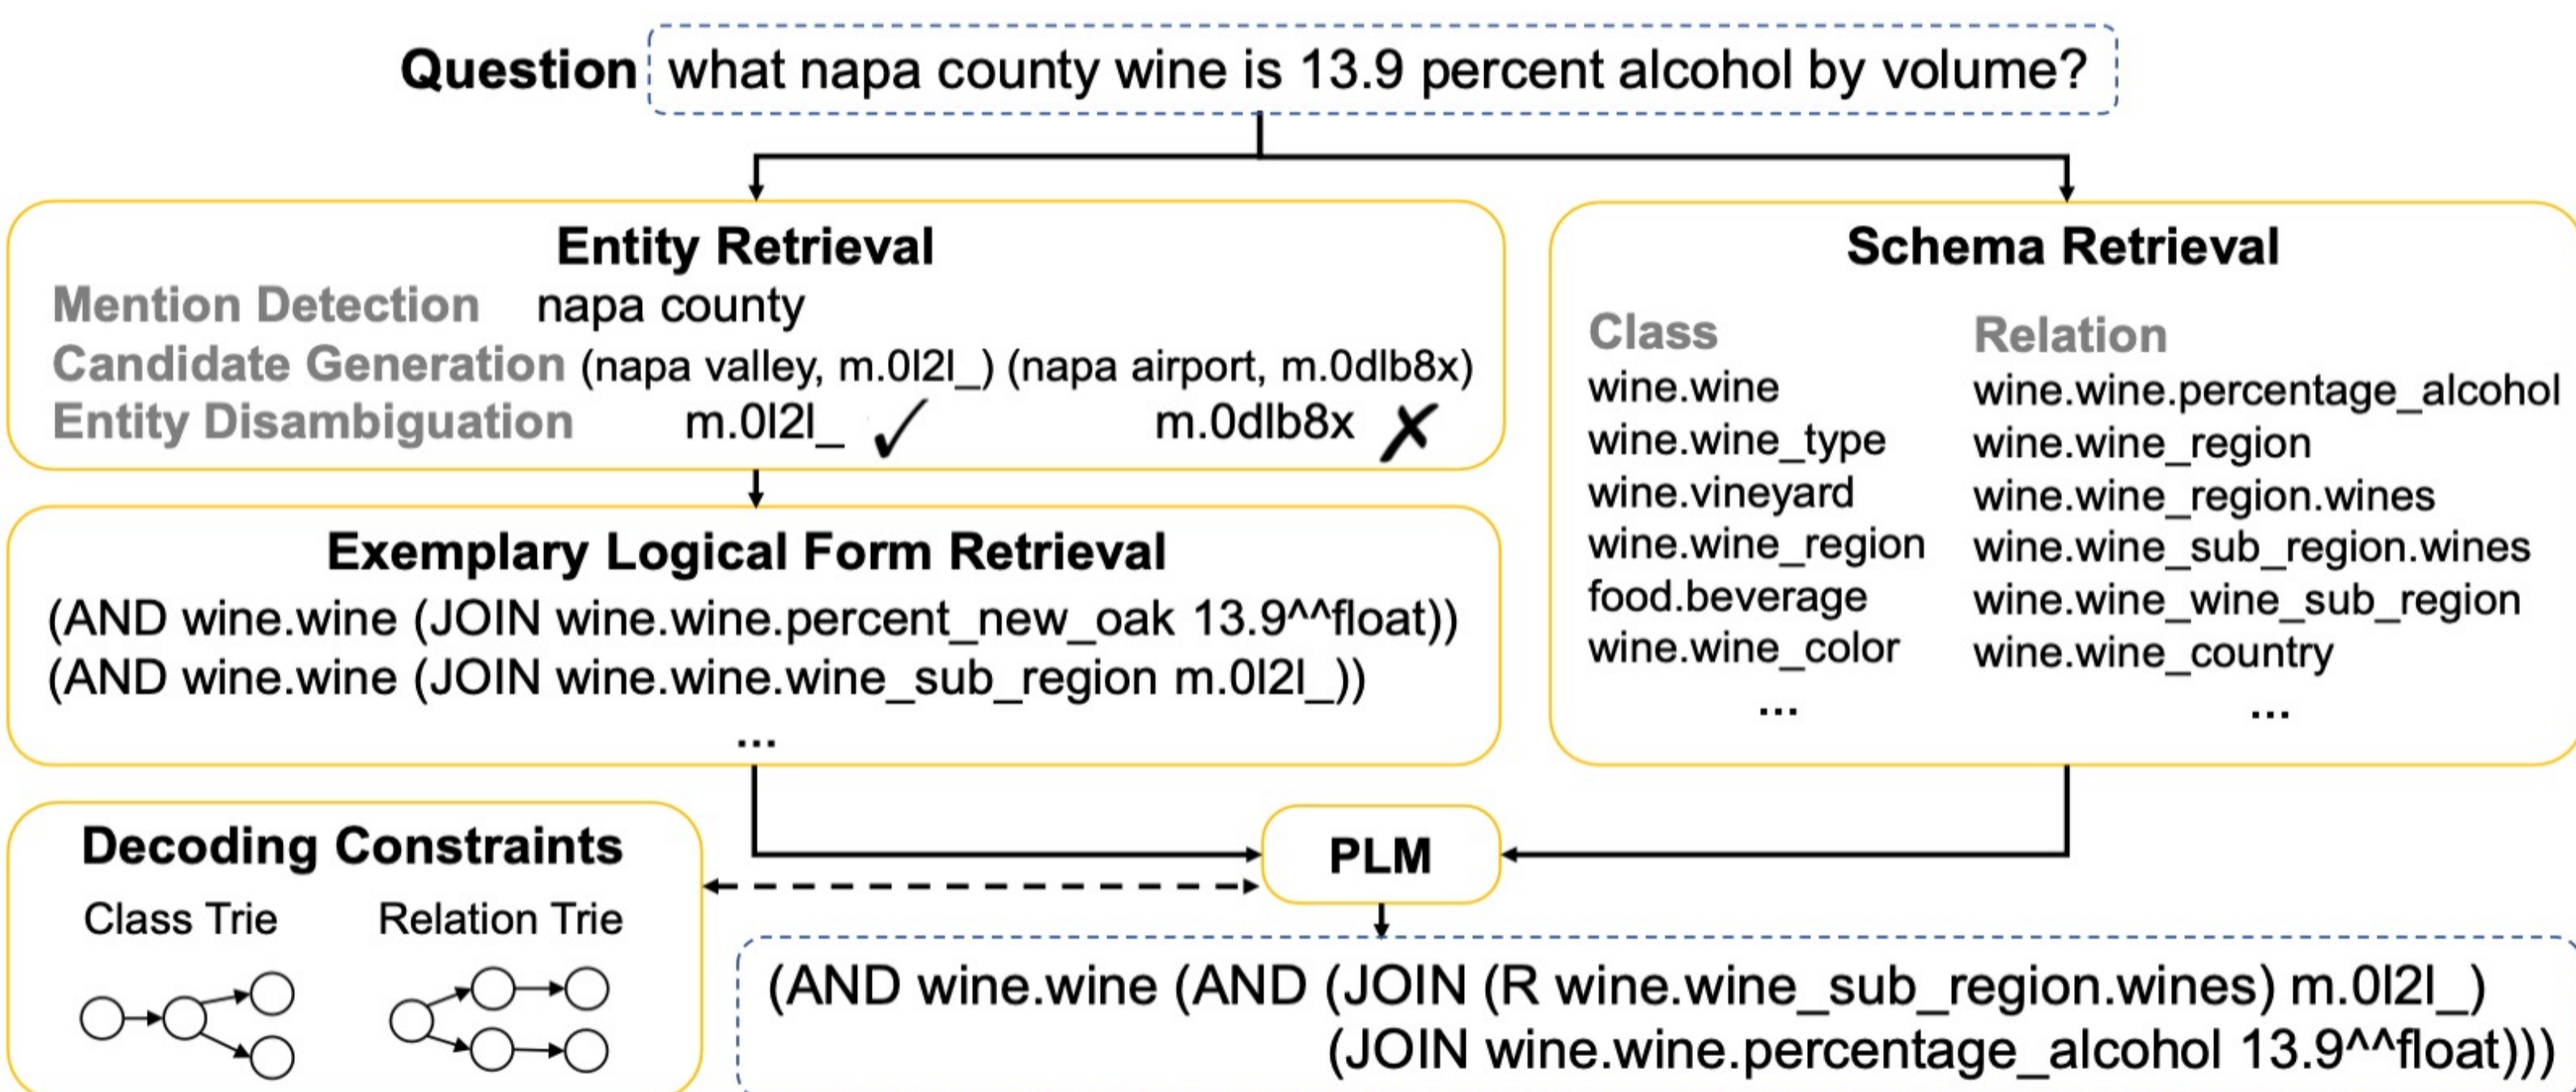 Question what napa county wine is 13.9 percent alcohol by volume?
Entity Retrieval
Mention Detection napa county
Candidate Generation (napa valley, m.0l2l_) (napa airport, m.0dlb8x)
Entity Disambiguation m.0l2l_ ✓ m.0dlb8x ✗
Exemplary Logical Form Retrieval
(AND wine.wine (JOIN wine.wine.percent_new_oak 13.9^^float))
(AND wine.wine (JOIN wine.wine.wine_sub_region m.0l2l_))
...
Schema Retrieval
Class
wine.wine
wine.wine_type
wine.vineyard
wine.wine_region
food.beverage
wine.wine_color
...
Relation
wine.wine.percentage_alcohol
wine.wine_region
wine.wine_region.wines
wine.wine_sub_region.wines
wine.wine_wine_sub_region
wine.wine_country
...
Decoding Constraints
Class Trie Relation Trie
PLM
(AND wine.wine (AND (JOIN (R wine.wine_sub_region.wines) m.0l2l_)
(JOIN wine.wine.percentage_alcohol 13.9^^float)))